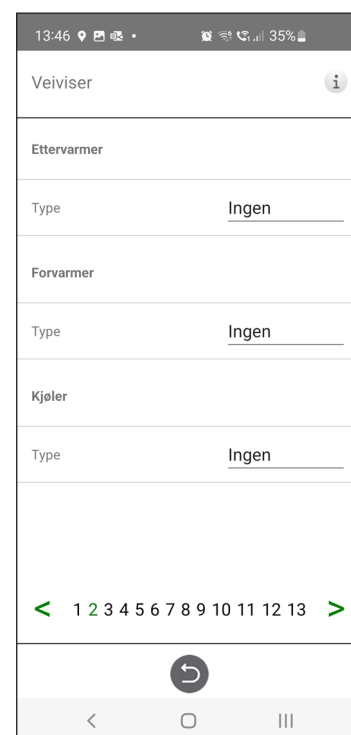 13:46 • 35%
Veiviser i
Ettervarmer
Type Ingen
Forvarmer
Type Ingen
Kjøler
Type Ingen
< 1 2 3 4 5 6 7 8 9 10 11 12 13 >